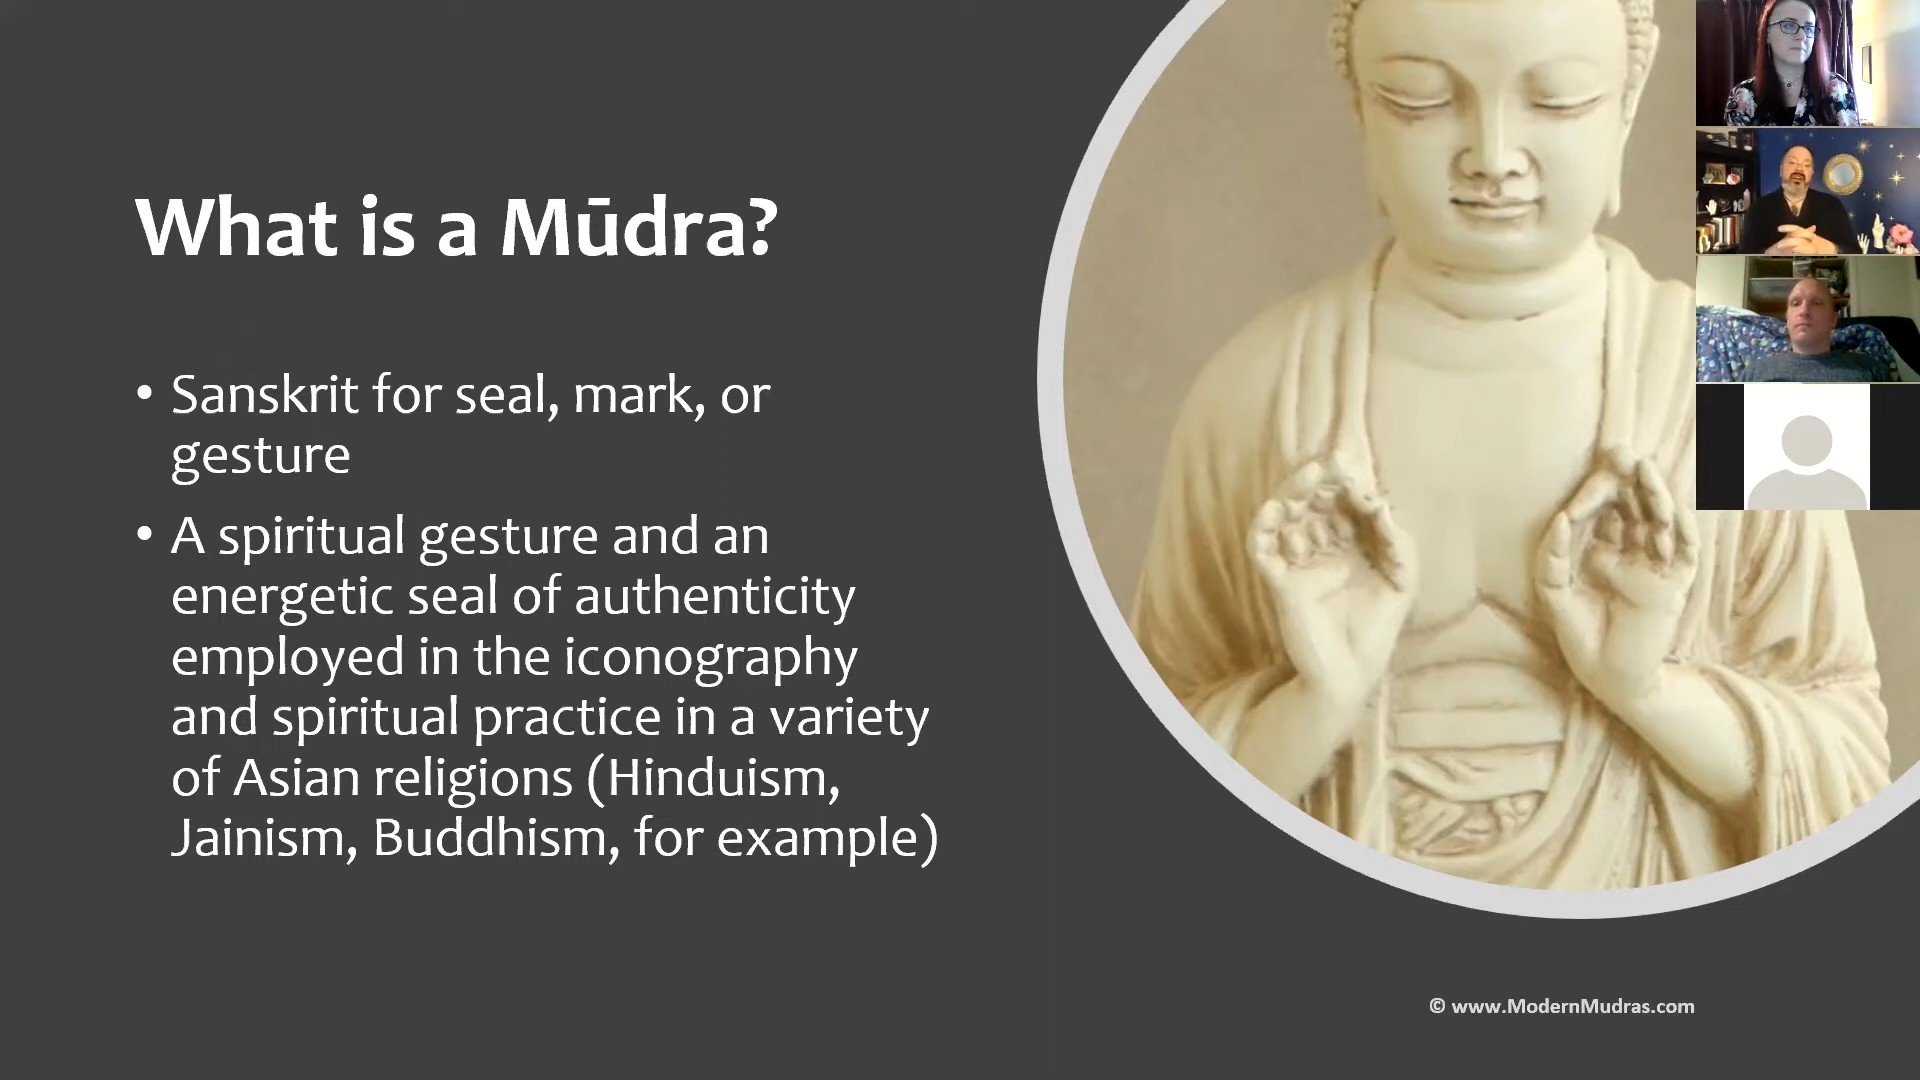 What is a Mūdra?
• Sanskrit for seal, mark, or
gesture
• A spiritual gesture and an
energetic seal of authenticity
employed in the iconography
and spiritual practice in a variety
of Asian religions (Hinduism,
Jainism, Buddhism, for example)
© www.ModernMudras.com